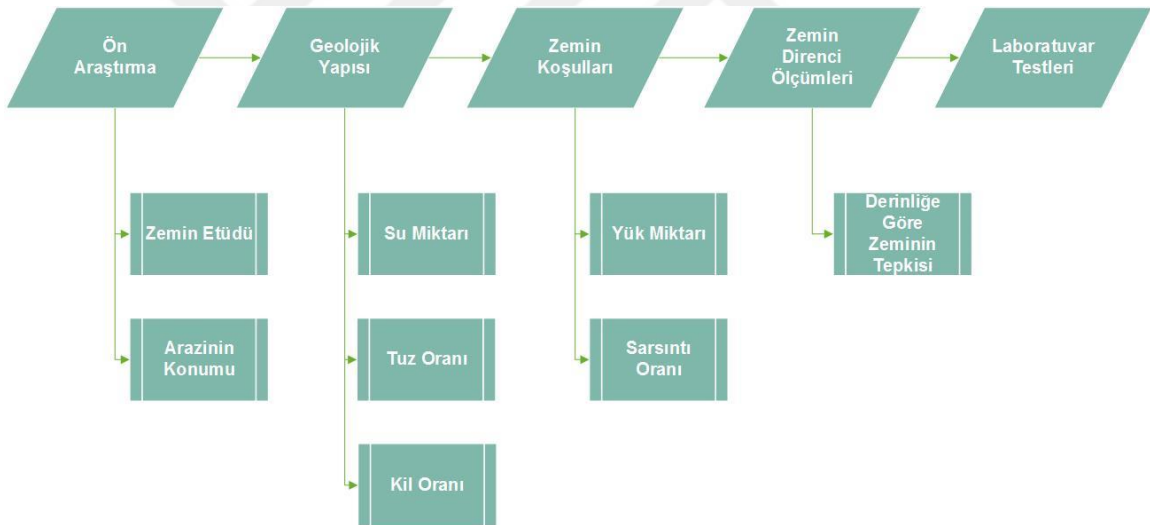 Ön
Araştırma
Geolojik
Yapısı
Zemin
Koşulları
Zemin
Direnci
Ölçümleri
Laboratuvar
Testleri
Zemin Etüdü
Su Miktarı
Yük Miktarı
Derinliğe
Göre
Zeminin
Tepkisi
Arazinin
Konumu
Tuz Oranı
Sarsıntı
Oranı
Kil Oranı